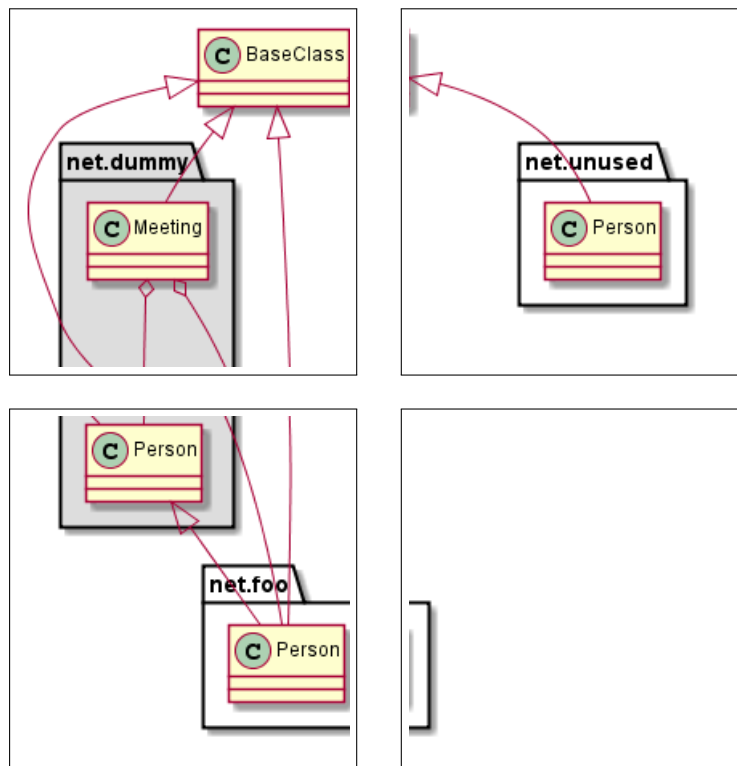 C BaseClass
net.dummy
C Meeting
net.unused
C Person
C Person
net.foo
C Person